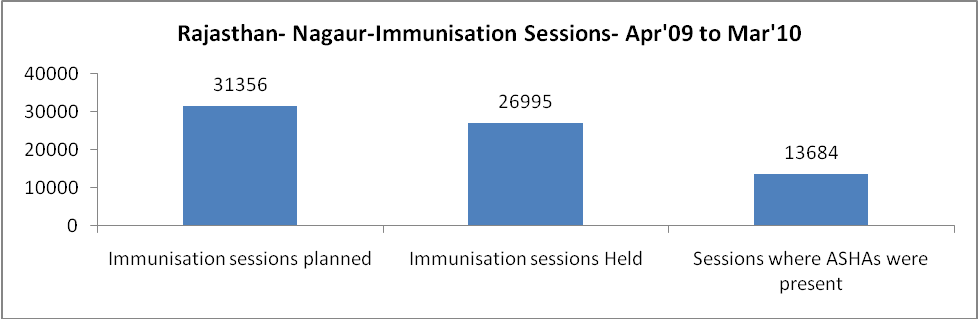 Rajasthan- Nagaur-Immunisation Sessions- Apr'09 to Mar'10
40000
30000
20000
10000
0
31356
26995
13684
Immunisation sessions planned
Immunisation sessions Held
Sessions where ASHAs were
present